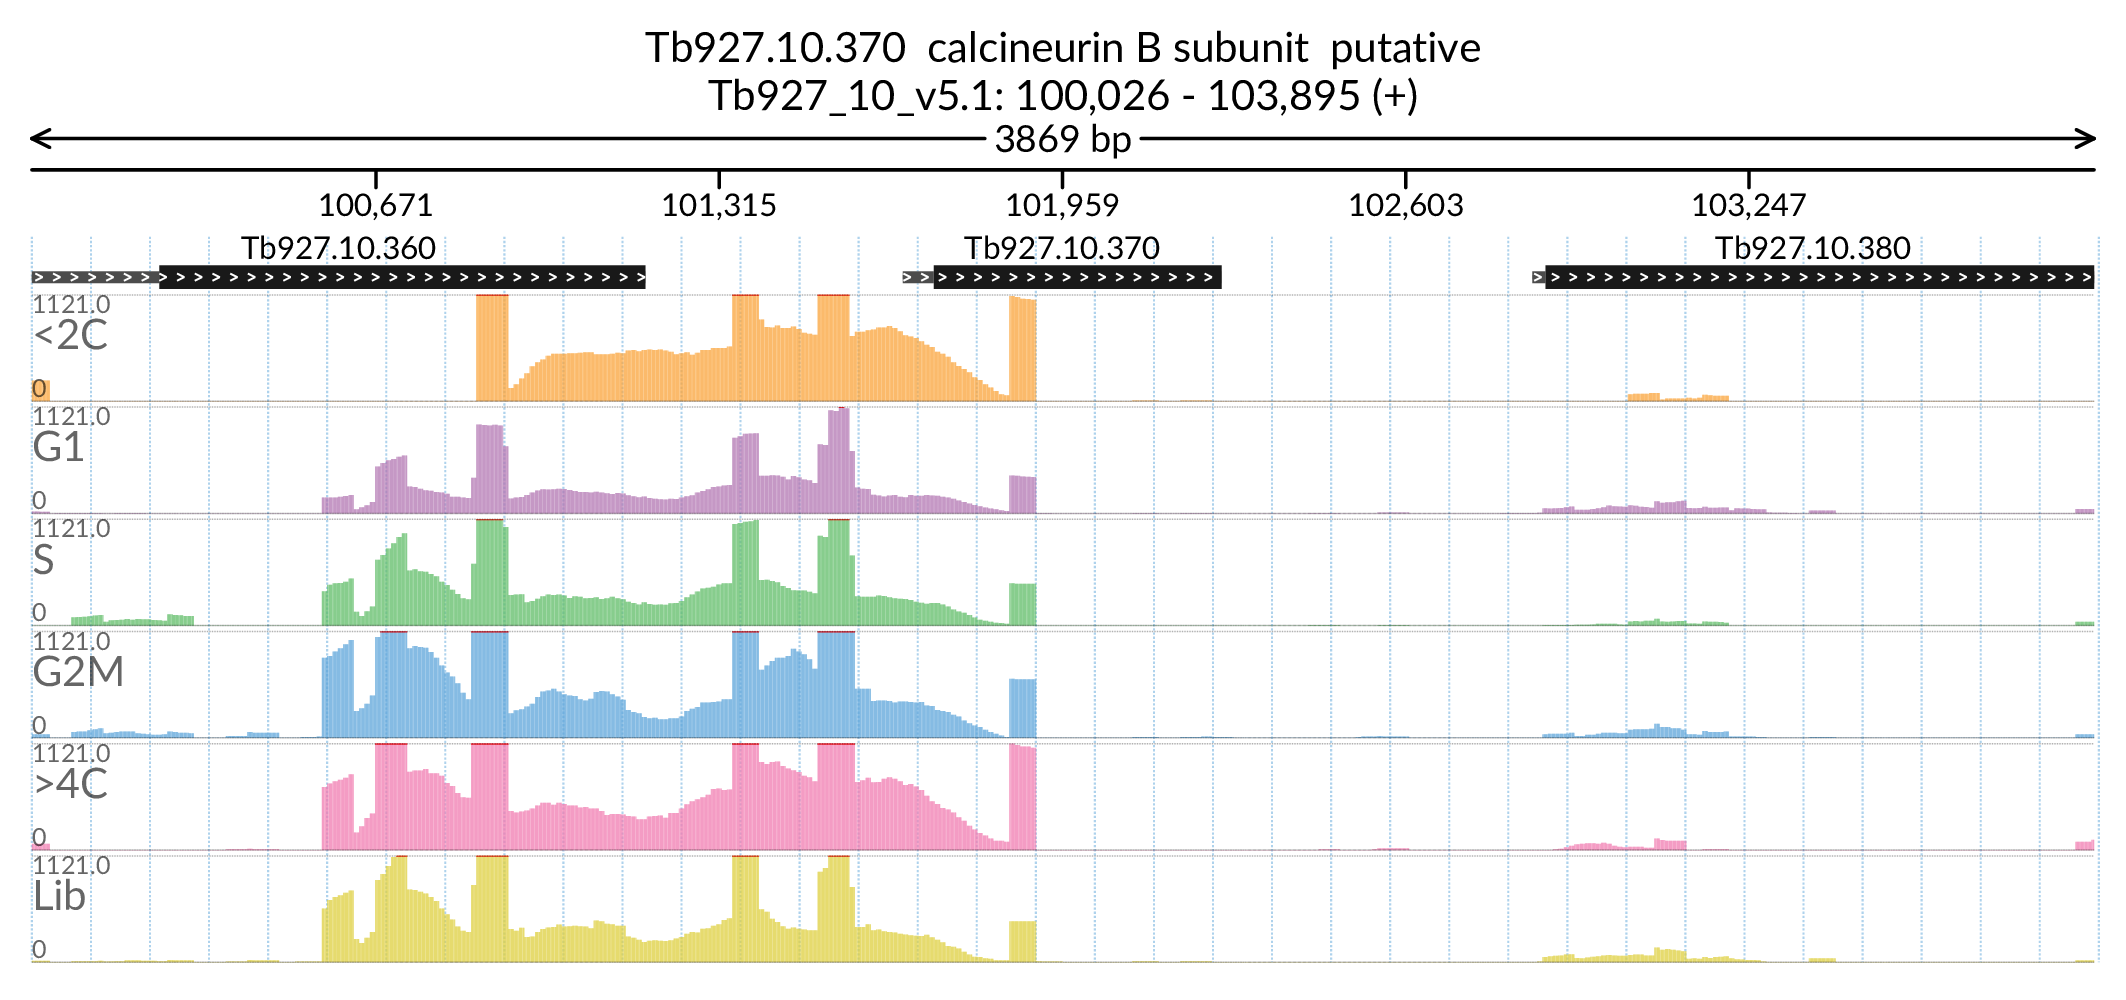 Tb927.10.370  calcineurin B subunit  putative
Tb927_10_v5.1: 100,026 - 103,895 (+)
3869 bp
100,671 101,315 101,959 102,603 103,247
Tb927.10.360 Tb927.10.370 Tb927.10.380
1121.0
<2C
0
1121.0
G1
0
1121.0
S
0
1121.0
G2M
0
1121.0
>4C
0
1121.0
Lib
0